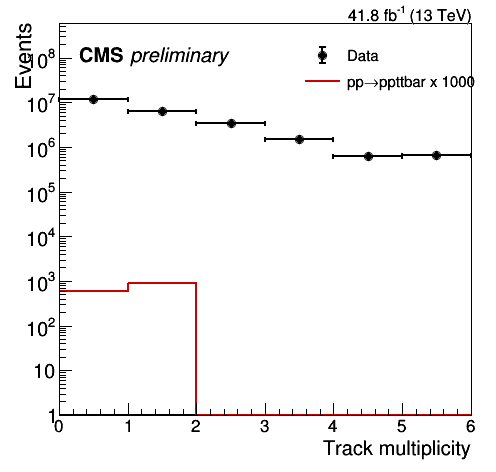 41.8 fb⁻¹ (13 TeV)
Events
CMS preliminary
Data
pp→ppttbar x 1000
10⁸
10⁷
10⁶
10⁵
10⁴
10³
10²
10
1
0 1 2 3 4 5 6
Track multiplicity